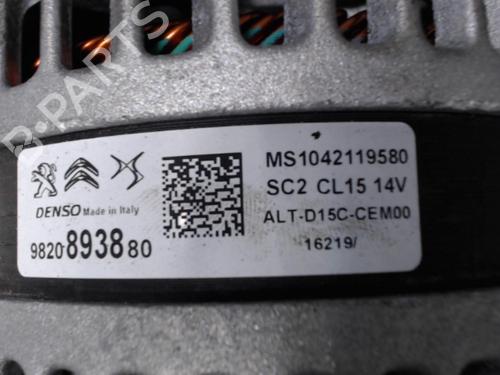 B-PARTS
DENSO Made in Italy
9820893880
MS1042119580
SC2 CL15 14V
ALT-D15C-CEM00
16219/